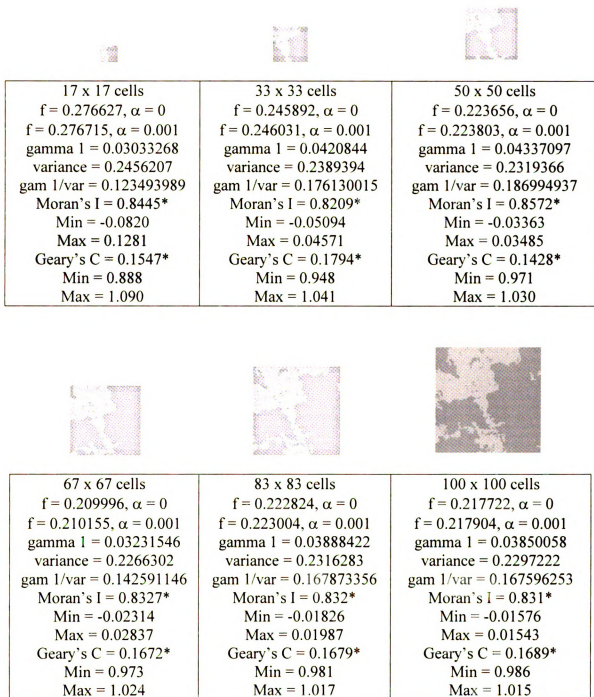 17 x 17 cells
f = 0.276627, α = 0
f = 0.276715, α = 0.001
gamma 1 = 0.03033268
variance = 0.2456207
gam 1/var = 0.123493989
Moran's I = 0.8445*
Min = -0.0820
Max = 0.1281
Geary's C = 0.1547*
Min = 0.888
Max = 1.090
33 x 33 cells
f = 0.245892, α = 0
f = 0.246031, α = 0.001
gamma 1 = 0.0420844
variance = 0.2389394
gam 1/var = 0.176130015
Moran's I = 0.8209*
Min = -0.05094
Max = 0.04571
Geary's C = 0.1794*
Min = 0.948
Max = 1.041
50 x 50 cells
f = 0.223656, α = 0
f = 0.223803, α = 0.001
gamma 1 = 0.04337097
variance = 0.2319366
gam 1/var = 0.186994937
Moran's I = 0.8572*
Min = -0.03363
Max = 0.03485
Geary's C = 0.1428*
Min = 0.971
Max = 1.030
67 x 67 cells
f = 0.209996, α = 0
f = 0.210155, α = 0.001
gamma 1 = 0.03231546
variance = 0.2266302
gam 1/var = 0.142591146
Moran's I = 0.8327*
Min = -0.02314
Max = 0.02837
Geary's C = 0.1672*
Min = 0.973
Max = 1.024
83 x 83 cells
f = 0.222824, α = 0
f = 0.223004, α = 0.001
gamma 1 = 0.03888422
variance = 0.2316283
gam 1/var = 0.167873356
Moran's I = 0.832*
Min = -0.01826
Max = 0.01987
Geary's C = 0.1679*
Min = 0.981
Max = 1.017
100 x 100 cells
f = 0.217722, α = 0
f = 0.217904, α = 0.001
gamma 1 = 0.03850058
variance = 0.2297222
gam 1/var = 0.167596253
Moran's I = 0.831*
Min = -0.01576
Max = 0.01543
Geary's C = 0.1689*
Min = 0.986
Max = 1.015